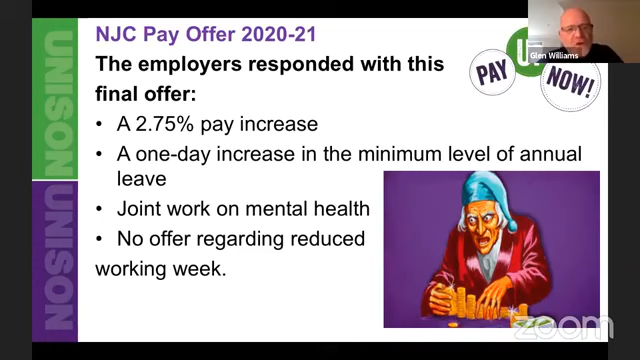 UNISON
UNISON
NJC Pay Offer 2020-21
The employers responded with this
final offer:
• A 2.75% pay increase
• A one-day increase in the minimum level of annual
leave
• Joint work on mental health
• No offer regarding reduced
working week.
PAY
NOW!
Glen Williams
zoom